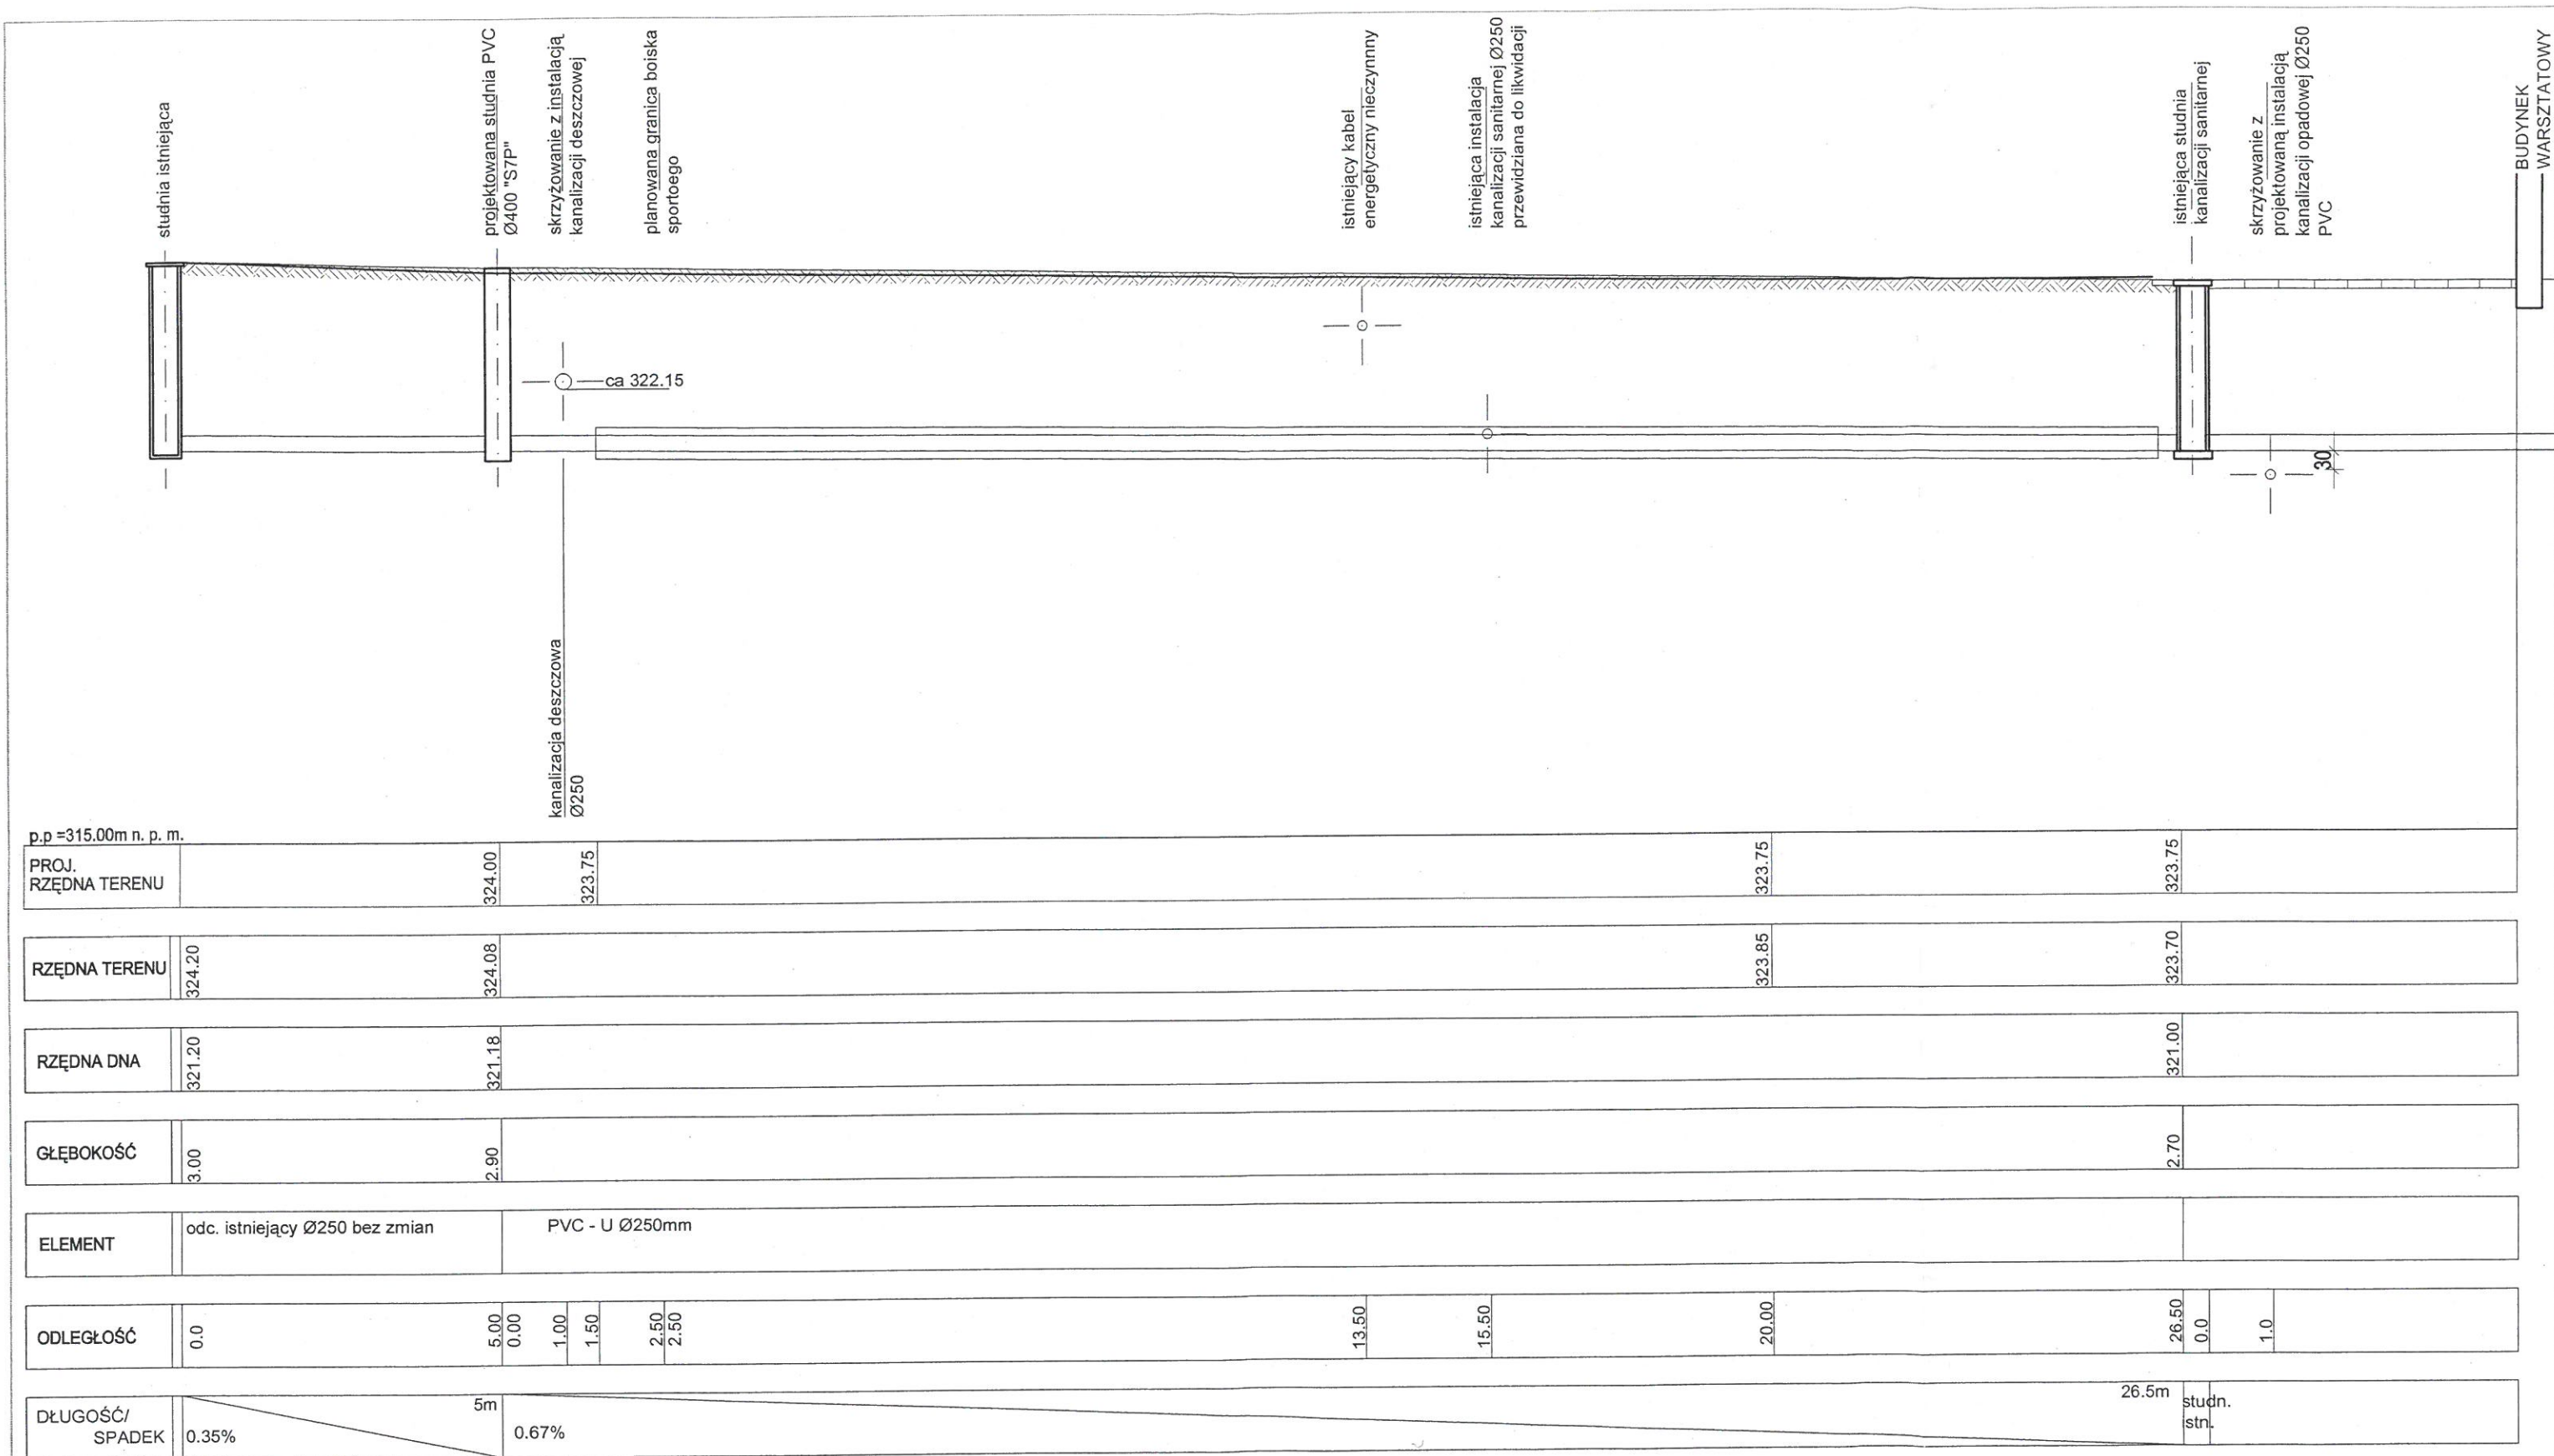 studnia istniejąca
projektowana studnia PVC
Ø400 "S7P"
skrzyżowanie z instalacją
kanalizacji deszczowej
planowana granica boiska
sportoego
istniejący kabel
energetyczny nieczynnny
istniejąca instalacja
kanalizacji sanitarnej Ø250
przewidziana do likwidacji
istniejąca studnia
kanalizacji sanitarnej
skrzyżowanie z
projektowaną instalacją
kanalizacji opadowej Ø250
PVC
BUDYNEK
WARSZTATOWY
ca 322.15
30
kanalizacja deszczowa
Ø250
p.p =315.00m n. p. m.
PROJ.
RZĘDNA TERENU
324.00
323.75
323.75
323.75
RZĘDNA TERENU
324.20
324.08
323.85
323.70
RZĘDNA DNA
321.20
321.18
321.00
GŁĘBOKOŚĆ
3.00
2.90
2.70
ELEMENT
odc. istniejący Ø250 bez zmian
PVC - U Ø250mm
ODLEGŁOŚĆ
0.0
5.00
0.00
1.00
1.50
2.50
2.50
13.50
15.50
20.00
26.50
0.0
1.0
DŁUGOŚĆ/
SPADEK
0.35%
5m
0.67%
26.5m
studn.
istn.